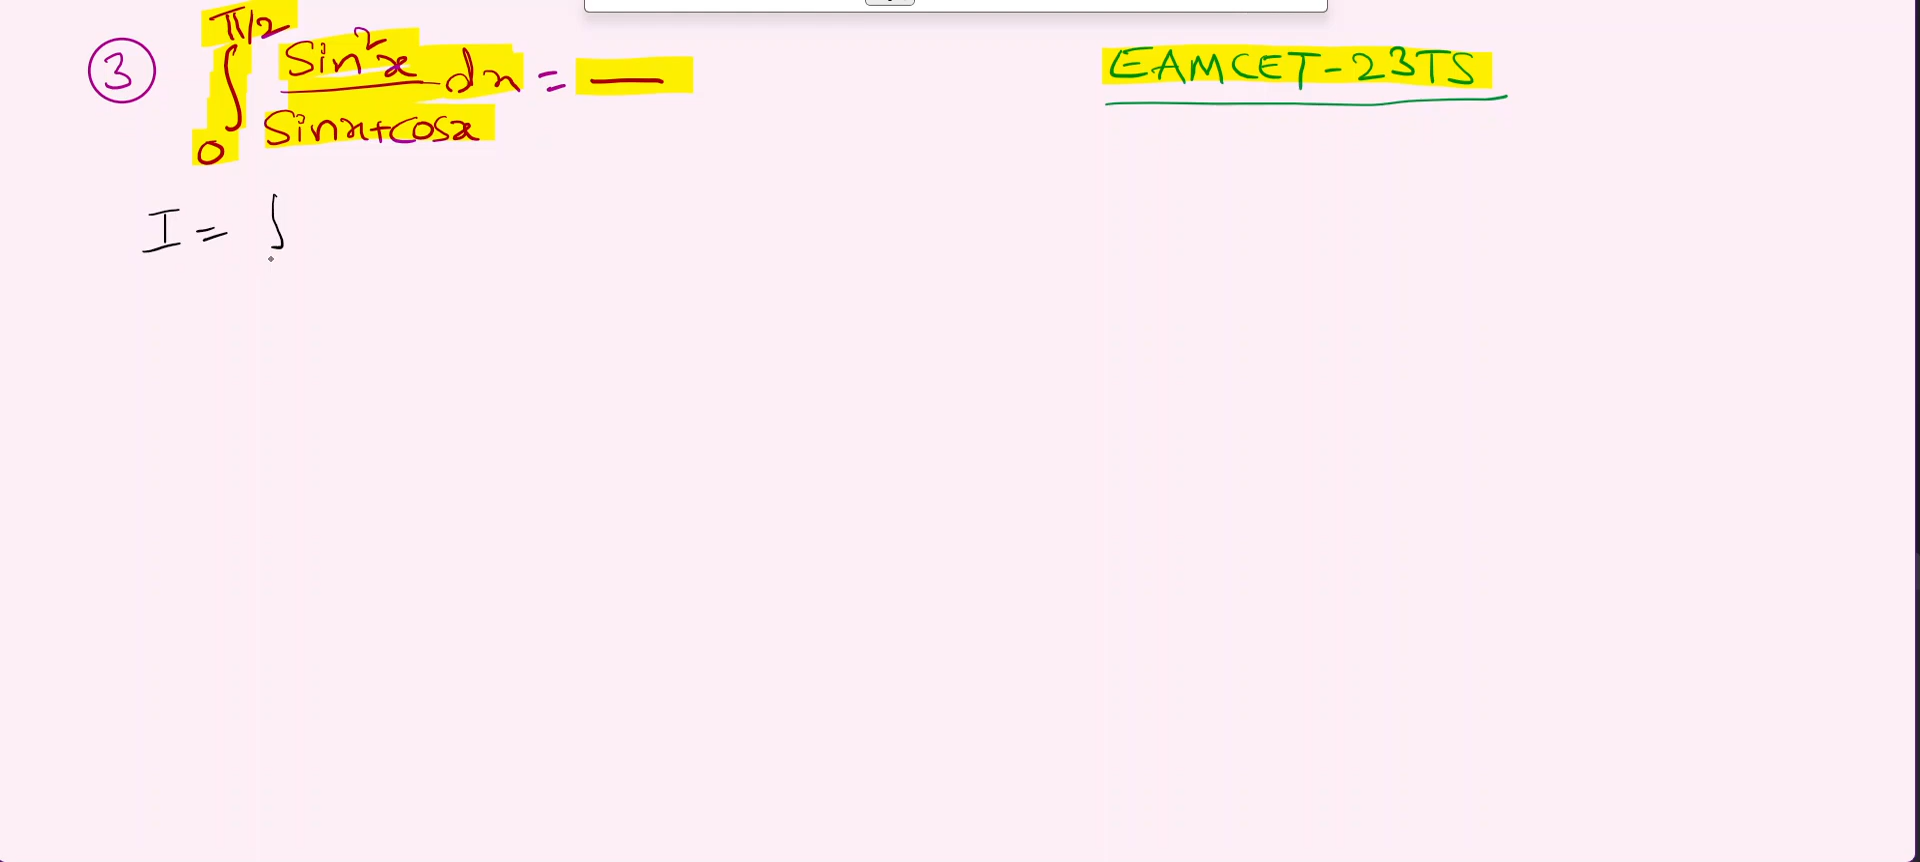 ③ ∫₀^{π/2} Sin²x / (Sinx+Cosx) dx = ___
EAMCET-23TS
I = ∫